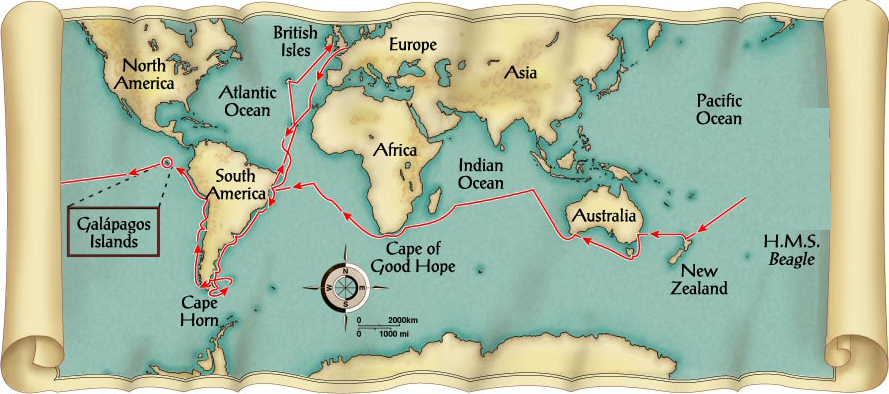 British
Isles
Europe
North
America
Asia
Atlantic
Ocean
Pacific
Ocean
Africa
Indian
Ocean
South
America
Galápagos
Islands
Australia
Cape of
Good Hope
H.M.S.
Beagle
New
Zealand
Cape
Horn
N
W
E
S
0 2000km
0 1000 mi